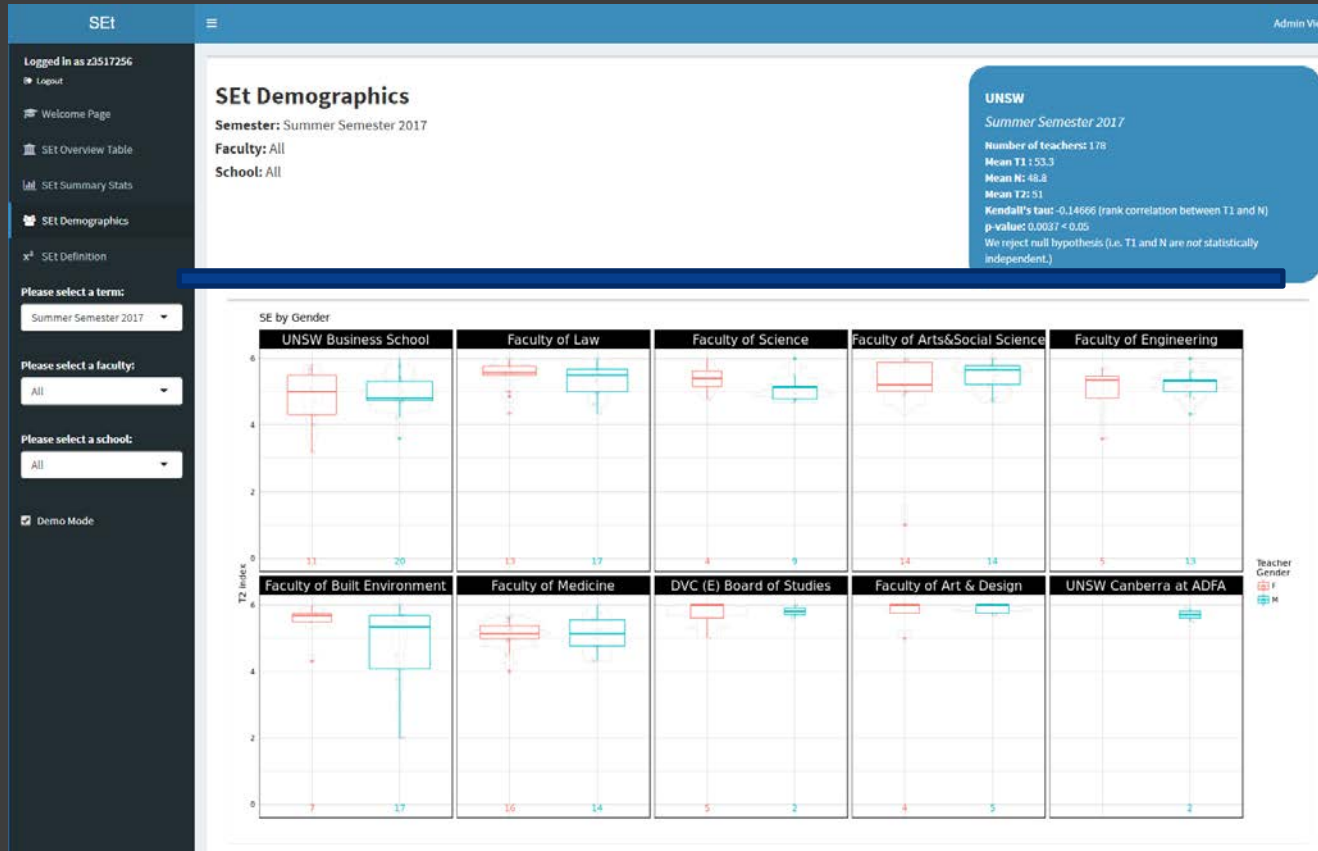 SEt
Admin Vie
Logged in as z3517256
Logout
Welcome Page
SEt Overview Table
SEt Summary Stats
SEt Demographics
x² SEt Definition
Please select a term:
Summer Semester 2017
Please select a faculty:
All
Please select a school:
All
Demo Mode
SEt Demographics
Semester: Summer Semester 2017
Faculty: All
School: All
UNSW
Summer Semester 2017
Number of teachers: 178
Mean T1 : 53.3
Mean N: 48.8
Mean T2: 51
Kendall's tau: -0.14666 (rank correlation between T1 and N)
p-value: 0.0037 < 0.05
We reject null hypothesis (i.e. T1 and N are not statistically
independent.)
SE by Gender
UNSW Business School Faculty of Law Faculty of Science Faculty of Arts&Social Science Faculty of Engineering
6
4
2
0
11 20 13 17 4 9 14 14 5 13
T2 index
Faculty of Built Environment Faculty of Medicine DVC (E) Board of Studies Faculty of Art & Design UNSW Canberra at ADFA
6
4
2
0
7 17 16 14 5 2 4 5 2
Teacher
Gender
F
M